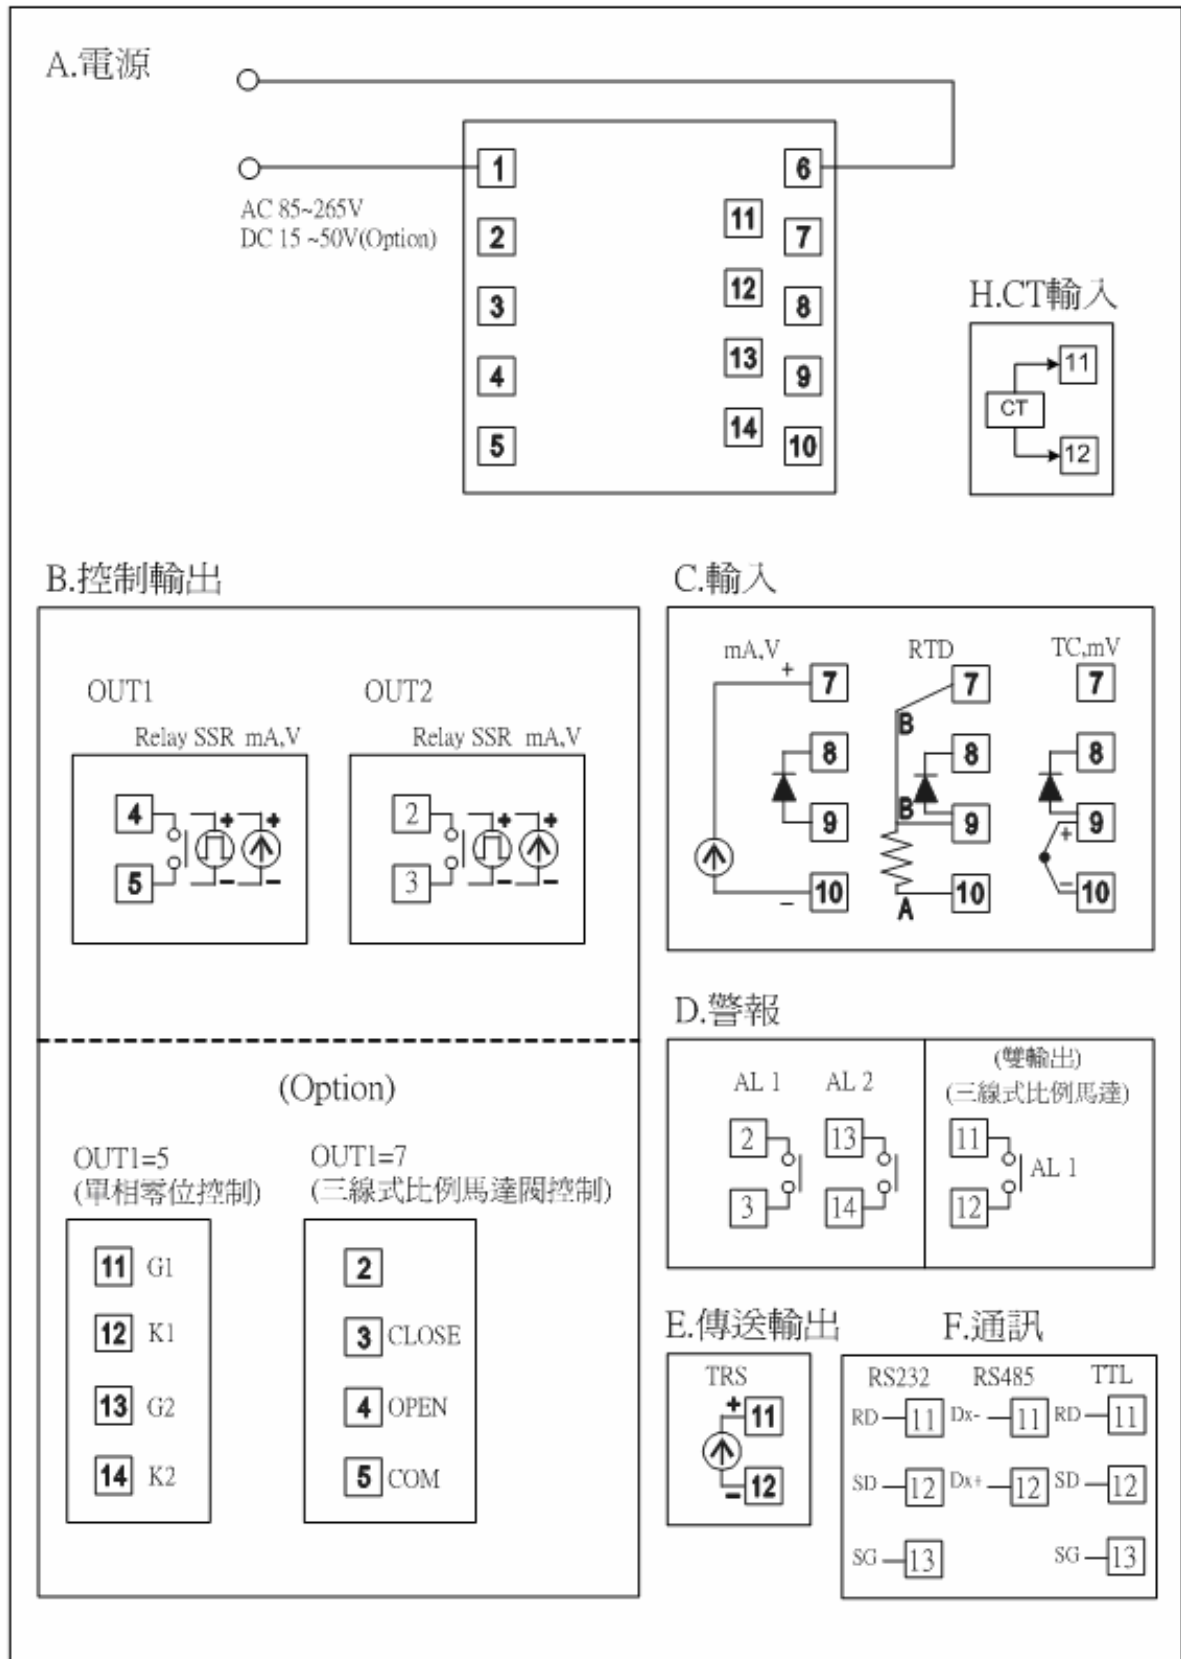 A.電源
1
6
AC 85~265V
DC 15 ~50V(Option)
2
11
7
3
12
8
4
13
9
5
14
10
H.CT輸入
11
CT
12
B.控制輸出
OUT1
Relay SSR mA,V
4
+
+
5
-
-
OUT2
Relay SSR mA,V
2
+
+
3
-
-
(Option)
OUT1=5
(單相零位控制)
11 G1
12 K1
13 G2
14 K2
OUT1=7
(三線式比例馬達閥控制)
2
3 CLOSE
4 OPEN
5 COM
C.輸入
mA,V
+
7
8
9
-
10
RTD
7
B
8
B
9
A
10
TC,mV
7
8
9
+
-
10
D.警報
AL 1
2
3
AL 2
13
14
(雙輸出)
(三線式比例馬達)
11
AL 1
12
E.傳送輸出
TRS
+ 11
- 12
F.通訊
RS232
RD 11
SD 12
SG 13
RS485
Dx- 11
Dx+ 12
TTL
RD 11
SD 12
SG 13